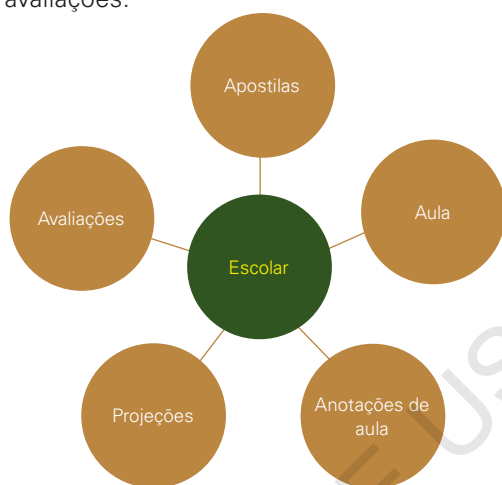 avaliações.
Apostilas
Avaliações
Aula
Escolar
Projeções
Anotações de
aula